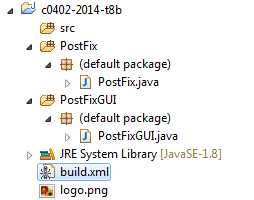 c0402-2014-t8b
src
PostFix
(default package)
PostFix.java
PostFixGUI
(default package)
PostFixGUI.java
JRE System Library [JavaSE-1.8]
build.xml
logo.png